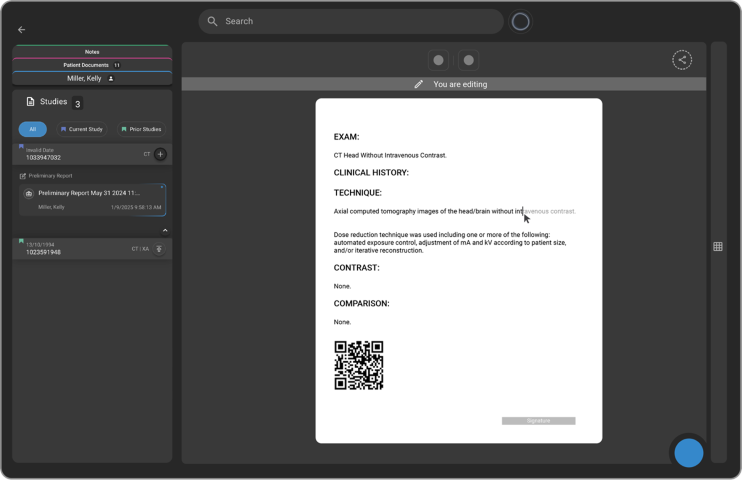 Search
Notes
Patient Documents 11
Miller, Kelly
Studies 3
All
Current Study
Prior Studies
Invalid Date
1033947032
CT
Preliminary Report
Preliminary Report May 31 2024 11:...
Miller, Kelly
1/9/2025 9:58:13 AM
13/13/1994
1023591948
CT | KA
You are editing
EXAM:
CT Head Without Intravenous Contrast.
CLINICAL HISTORY:
TECHNIQUE:
Axial computed tomography images of the head/brain without intravenous contrast.
Dose reduction technique was used including one or more of the following:
automated exposure control, adjustment of mA and kV according to patient size,
and/or iterative reconstruction.
CONTRAST:
None.
COMPARISON:
None.
Signature